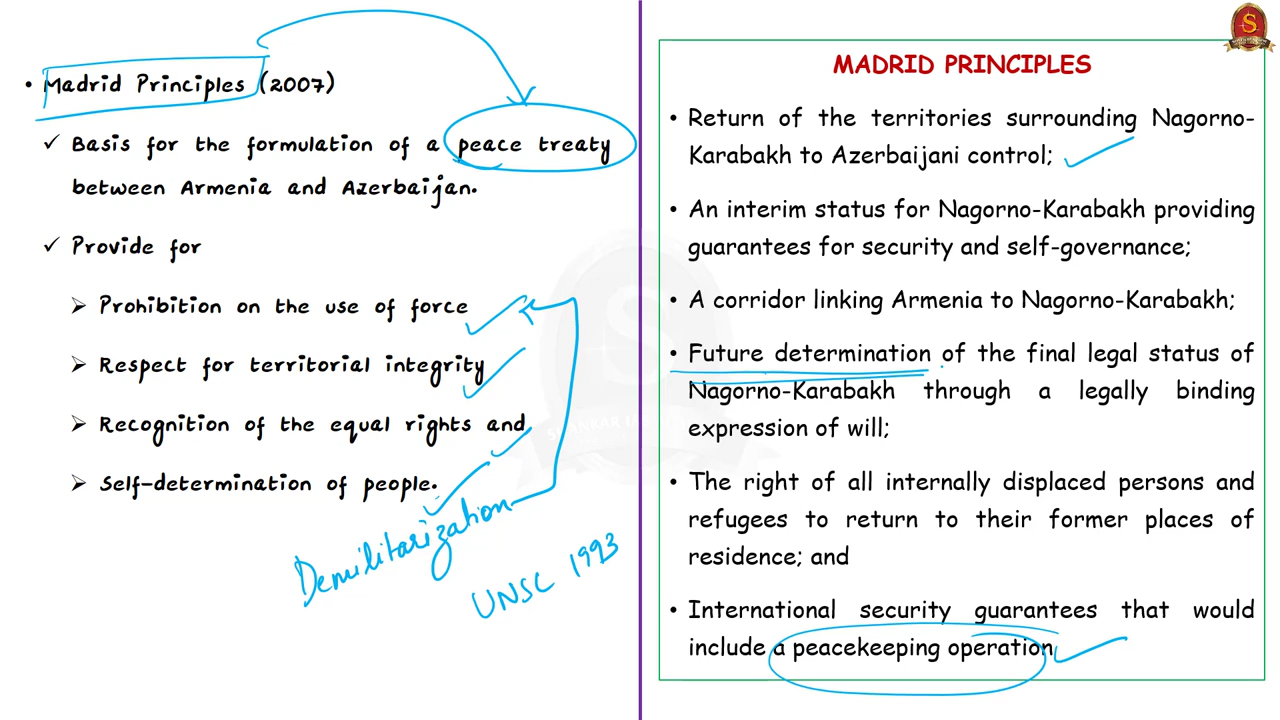 • Madrid Principles (2007)
✓ Basis for the formulation of a peace treaty
between Armenia and Azerbaijan.
✓ Provide for
➢ Prohibition on the use of force
➢ Respect for territorial integrity
➢ Recognition of the equal rights and
➢ Self-determination of people.
Demilitarization
UNSC 1993
MADRID PRINCIPLES
• Return of the territories surrounding Nagorno-
Karabakh to Azerbaijani control;
• An interim status for Nagorno-Karabakh providing
guarantees for security and self-governance;
• A corridor linking Armenia to Nagorno-Karabakh;
• Future determination of the final legal status of
Nagorno-Karabakh through a legally binding
expression of will;
• The right of all internally displaced persons and
refugees to return to their former places of
residence; and
• International security guarantees that would
include a peacekeeping operation